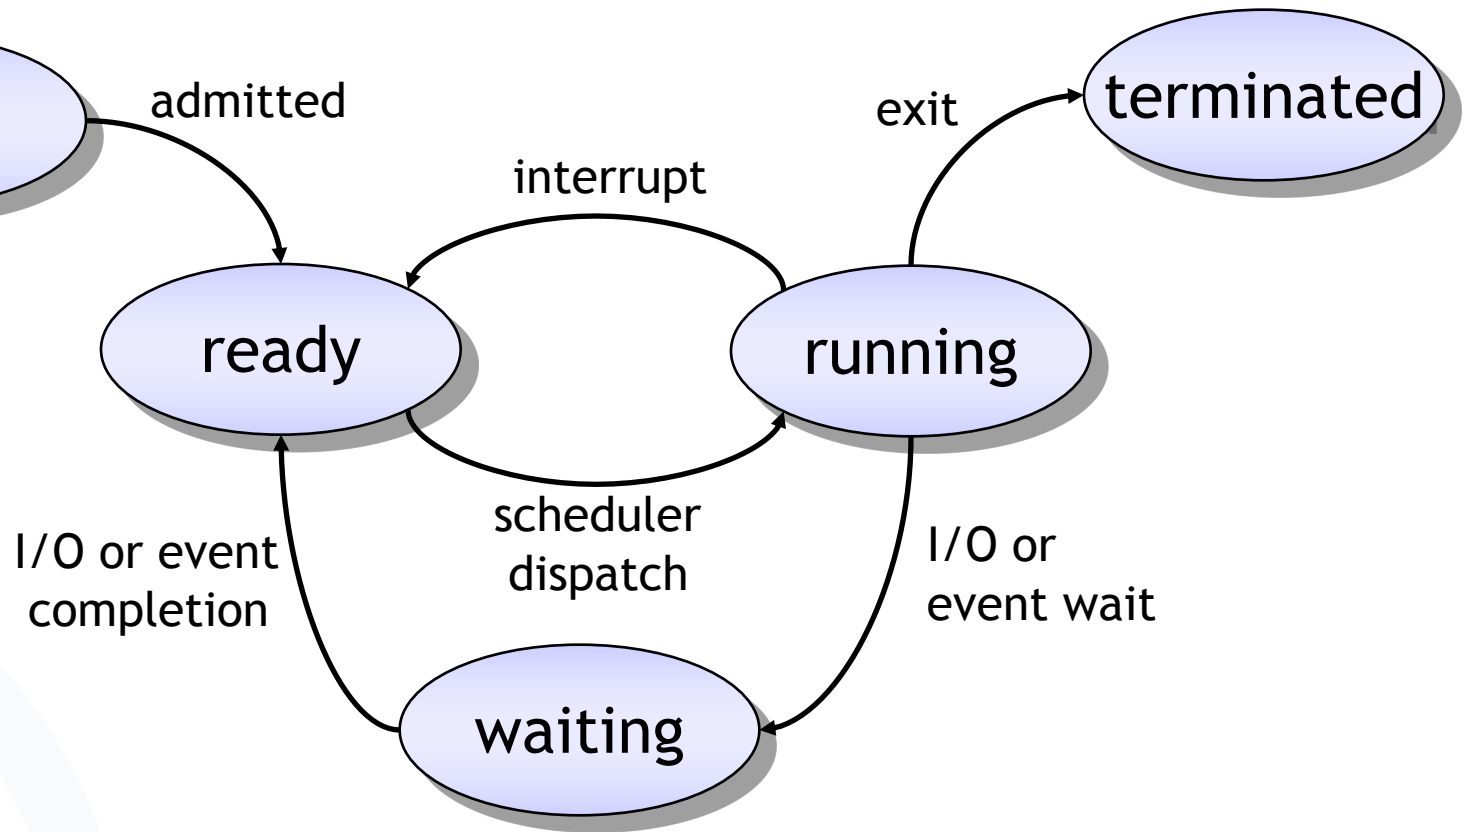 terminated
exit
admitted
interrupt
ready
running
scheduler
dispatch
I/O or
event wait
I/O or event
completion
waiting